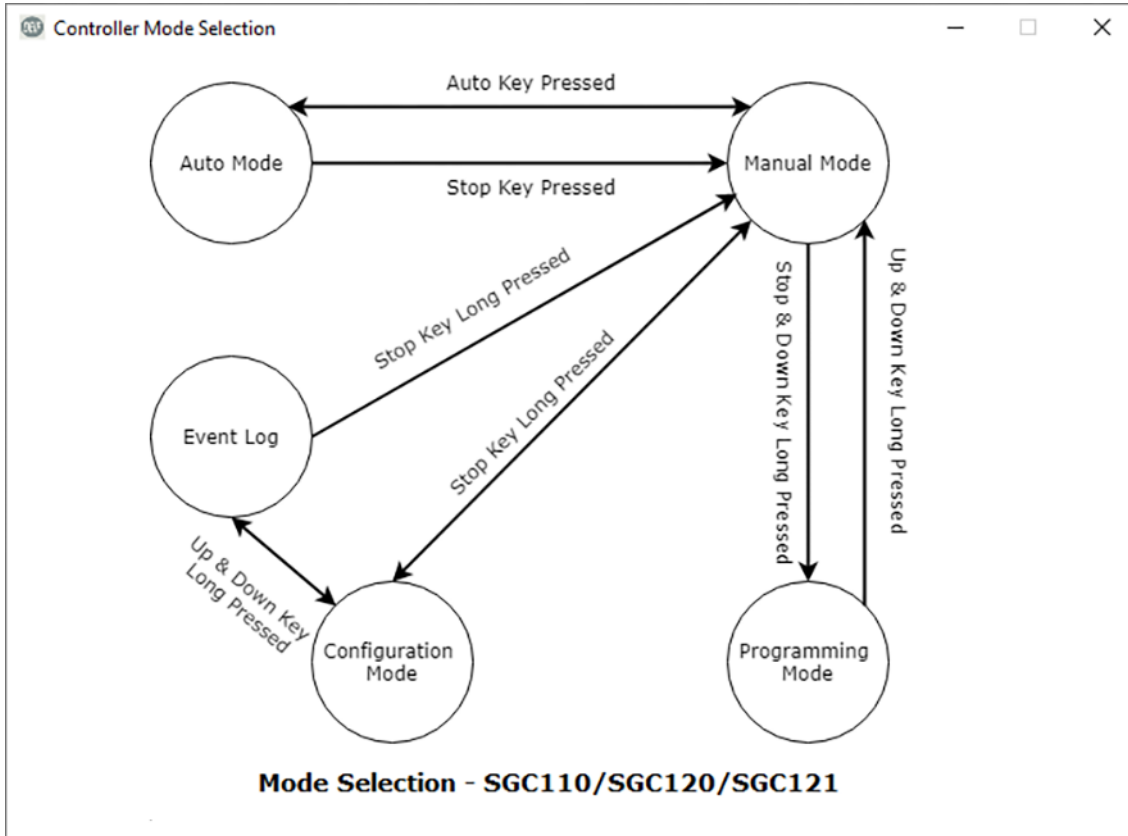 Controller Mode Selection
Auto Key Pressed
Auto Mode
Manual Mode
Stop Key Pressed
Stop Key Long Pressed
Stop Key Long Pressed
Stop & Down Key Long Pressed
Up & Down Key Long Pressed
Event Log
Up & Down Key
Long Pressed
Configuration
Mode
Programming
Mode
Mode Selection - SGC110/SGC120/SGC121